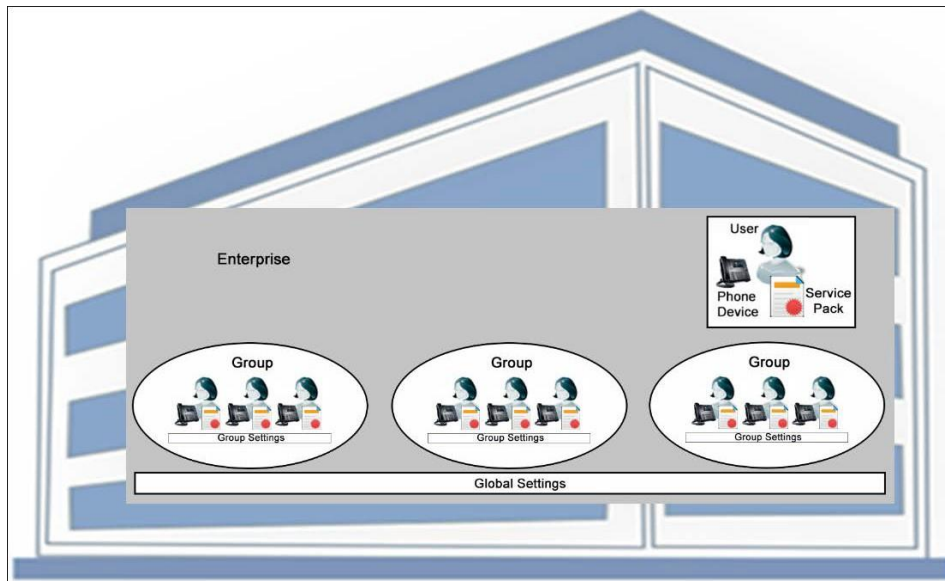 Enterprise
User
Phone
Device
Service
Pack
Group
Group Settings
Group
Group Settings
Group
Group Settings
Global Settings